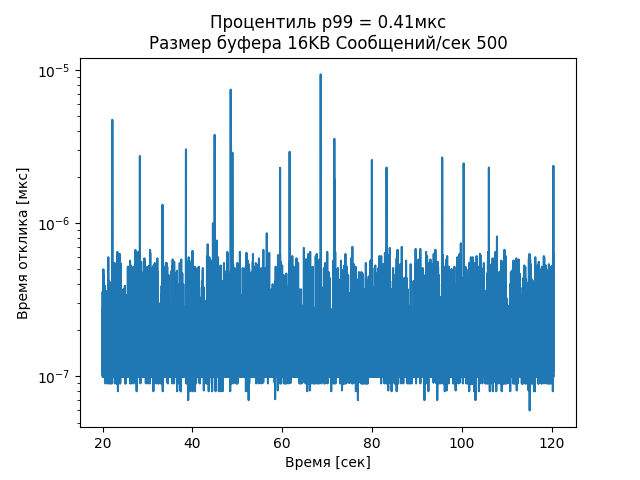 Процентиль p99 = 0.41мкс
Размер буфера 16KB Сообщений/сек 500
Время отклика [мкс]
10⁻⁵
10⁻⁶
10⁻⁷
20 40 60 80 100 120
Время [сек]